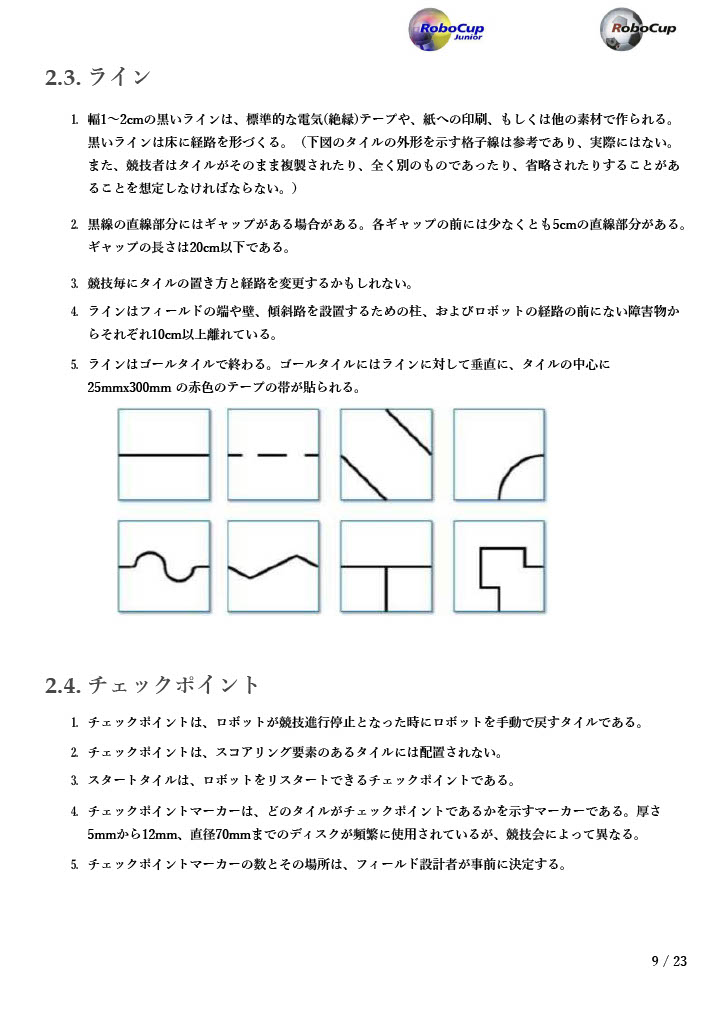 RoboCup
Junior
RoboCup
2.3. ライン
1. 幅1～2cmの黒いラインは、標準的な電気(絶縁)テープや、紙への印刷、もしくは他の素材で作られる。
黒いラインは床に経路を形づくる。（下図のタイルの外形を示す格子線は参考であり、実際にはない。
また、競技者はタイルがそのまま複製されたり、全く別のものであったり、省略されたりすることがあ
ることを想定しなければならない。）
2. 黒線の直線部分にはギャップがある場合がある。各ギャップの前には少なくとも5cmの直線部分がある。
ギャップの長さは20cm以下である。
3. 競技毎にタイルの置き方と経路を変更するかもしれない。
4. ラインはフィールドの端や壁、傾斜路を設置するための柱、およびロボットの経路の前にない障害物か
らそれぞれ10cm以上離れている。
5. ラインはゴールタイルで終わる。ゴールタイルにはラインに対して垂直に、タイルの中心に
25mmx300mm の赤色のテープの帯が貼られる。
2.4. チェックポイント
1. チェックポイントは、ロボットが競技進行停止となった時にロボットを手動で戻すタイルである。
2. チェックポイントは、スコアリング要素のあるタイルには配置されない。
3. スタートタイルは、ロボットをリスタートできるチェックポイントである。
4. チェックポイントマーカーは、どのタイルがチェックポイントであるかを示すマーカーである。厚さ
5mmから12mm、直径70mmまでのディスクが頻繁に使用されているが、競技会によって異なる。
5. チェックポイントマーカーの数とその場所は、フィールド設計者が事前に決定する。
9 / 23